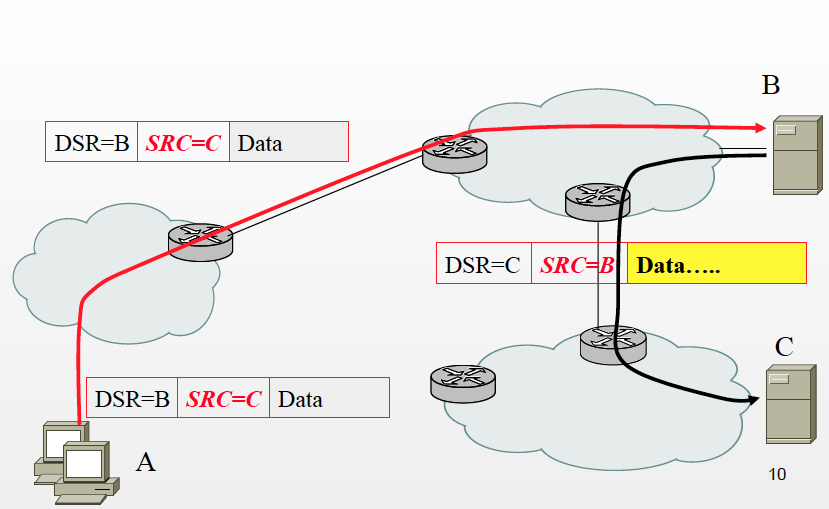 B
DSR=B SRC=C Data
DSR=C SRC=B Data…..
C
DSR=B SRC=C Data
A
10